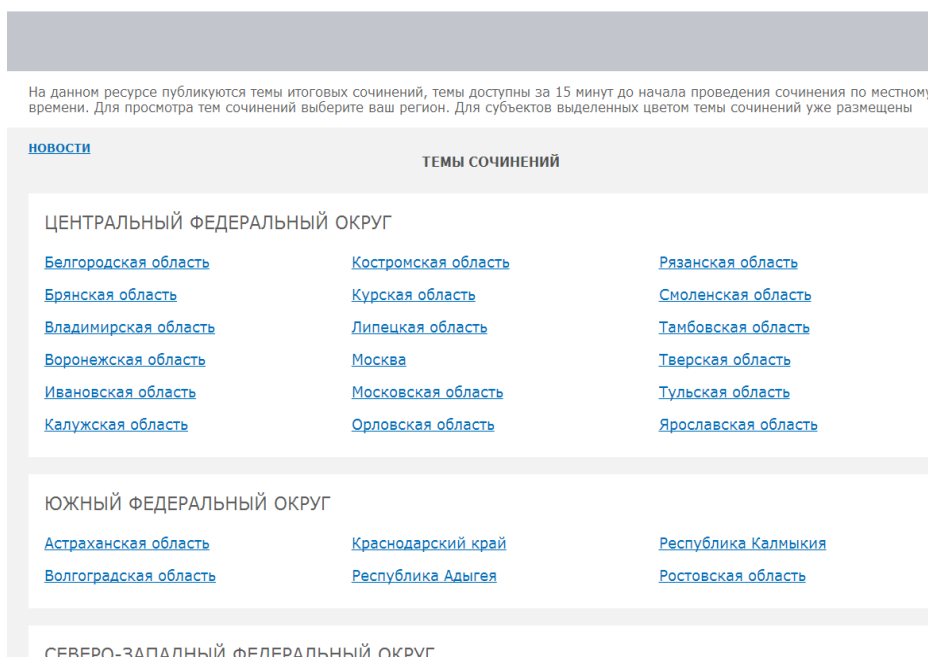 На данном ресурсе публикуются темы итоговых сочинений, темы доступны за 15 минут до начала проведения сочинения по местному
времени. Для просмотра тем сочинений выберите ваш регион. Для субъектов выделенных цветом темы сочинений уже размещены
НОВОСТИ
ТЕМЫ СОЧИНЕНИЙ
ЦЕНТРАЛЬНЫЙ ФЕДЕРАЛЬНЫЙ ОКРУГ
Белгородская область Костромская область Рязанская область
Брянская область Курская область Смоленская область
Владимирская область Липецкая область Тамбовская область
Воронежская область Москва Тверская область
Ивановская область Московская область Тульская область
Калужская область Орловская область Ярославская область
ЮЖНЫЙ ФЕДЕРАЛЬНЫЙ ОКРУГ
Астраханская область Краснодарский край Республика Калмыкия
Волгоградская область Республика Адыгея Ростовская область
СЕВЕРО-ЗАПАДНЫЙ ФЕДЕРАЛЬНЫЙ ОКРУГ